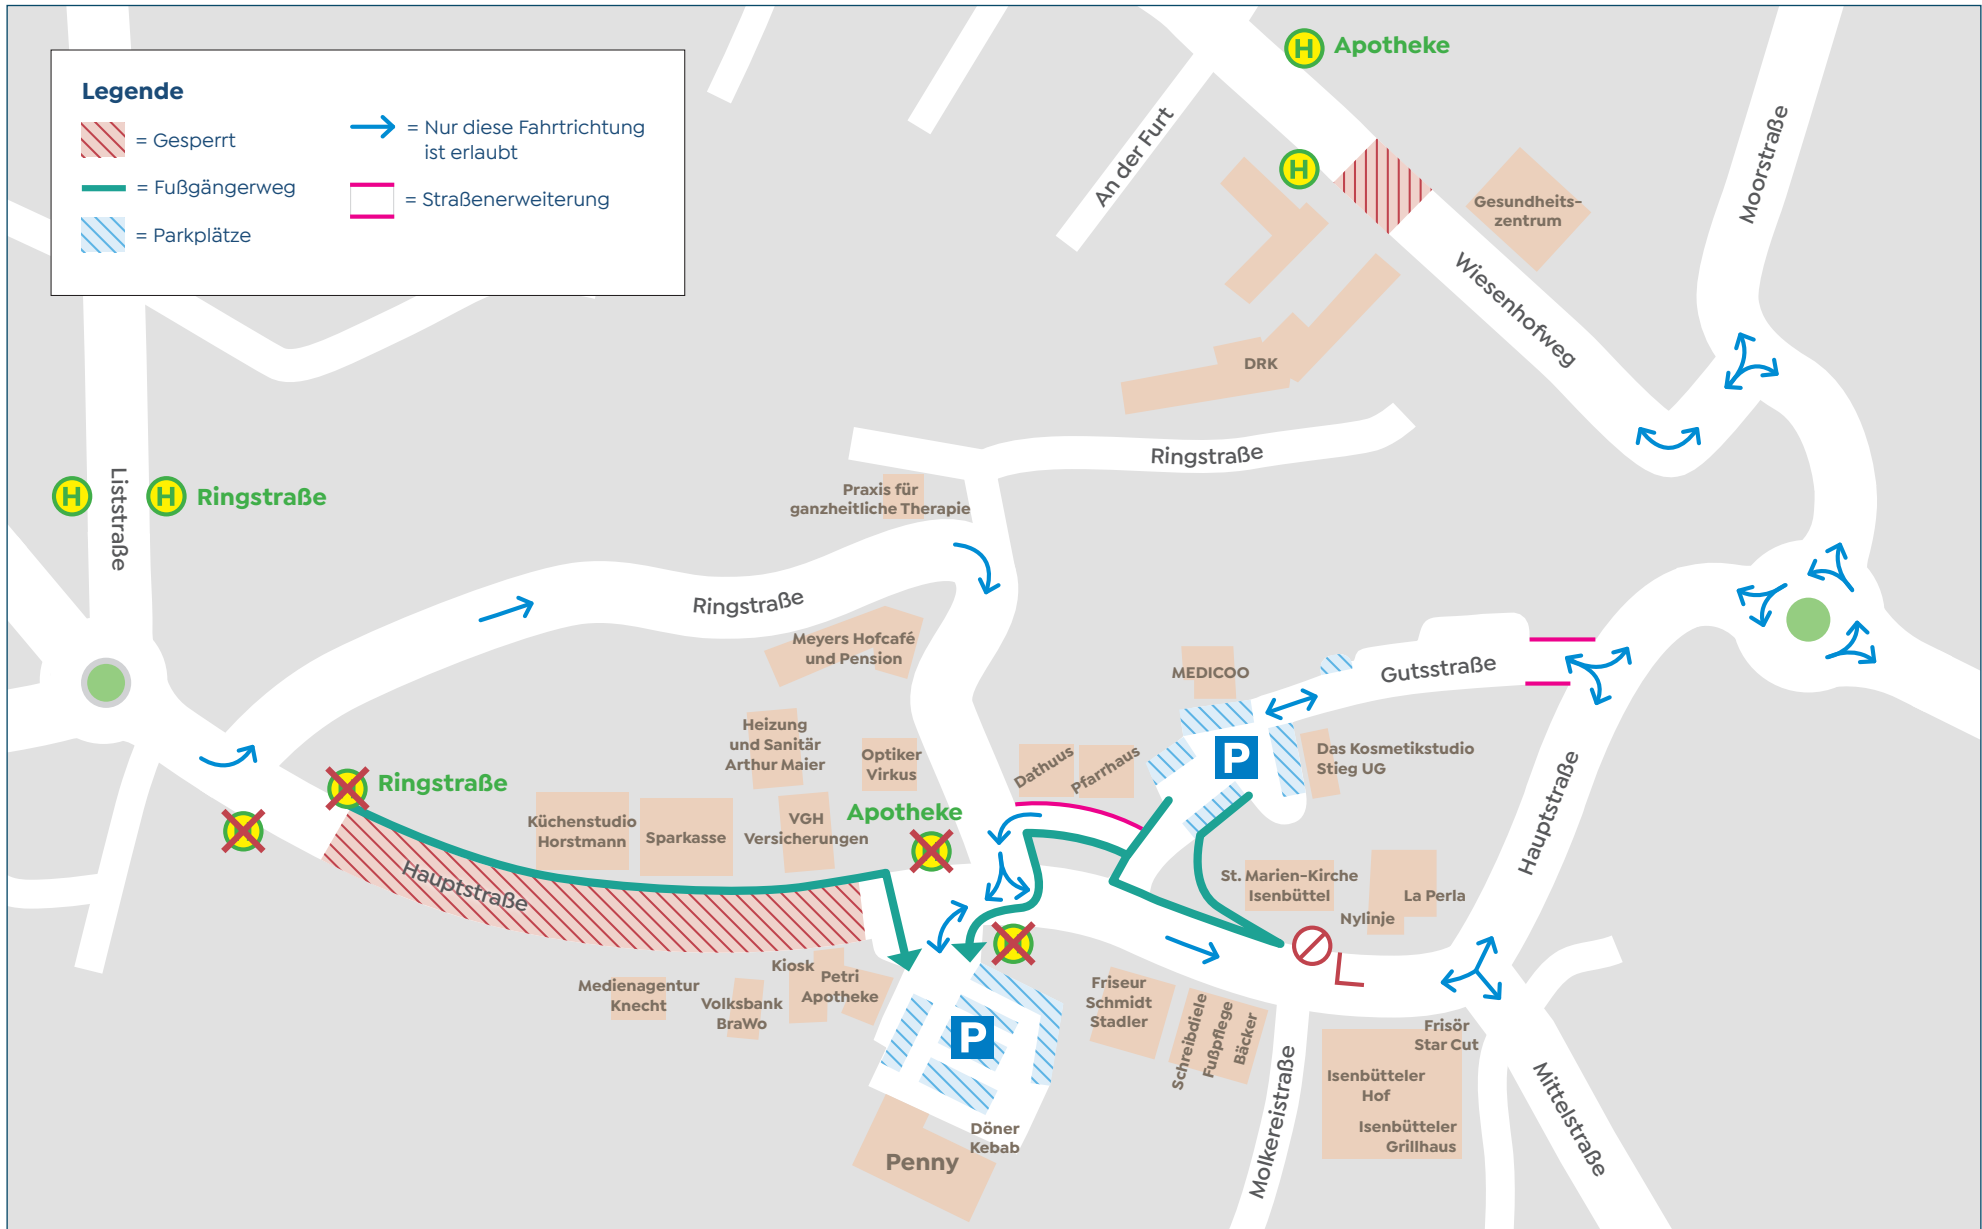 Legende
= Gesperrt
= Fußgängerweg
= Parkplätze
= Nur diese Fahrtrichtung
ist erlaubt
= Straßenerweiterung
H Apotheke
H
An der Furt
Gesundheits-
zentrum
Moorstraße
Wiesenhofweg
DRK
Ringstraße
H
Liststraße
H Ringstraße
Praxis für
ganzheitliche Therapie
Ringstraße
Meyers Hofcafé
und Pension
MEDICOO
Gutsstraße
Heizung
und Sanitär
Arthur Maier
Optiker
Virkus
Dathuus
Pfarrhaus
P
Das Kosmetikstudio
Stieg UG
Hauptstraße
Ringstraße
Küchenstudio
Horstmann
Sparkasse
VGH
Versicherungen
Apotheke
Hauptstraße
St. Marien-Kirche
Isenbüttel
La Perla
Nylinje
Medienagentur
Knecht
Volksbank
BraWo
Kiosk
Petri
Apotheke
P
Friseur
Schmidt
Stadler
Schreibdiele
Fußpflege
Bäcker
Molkereistraße
Frisör
Star Cut
Isenbütteler
Hof
Isenbütteler
Grillhaus
Mittelstraße
Döner
Kebab
Penny